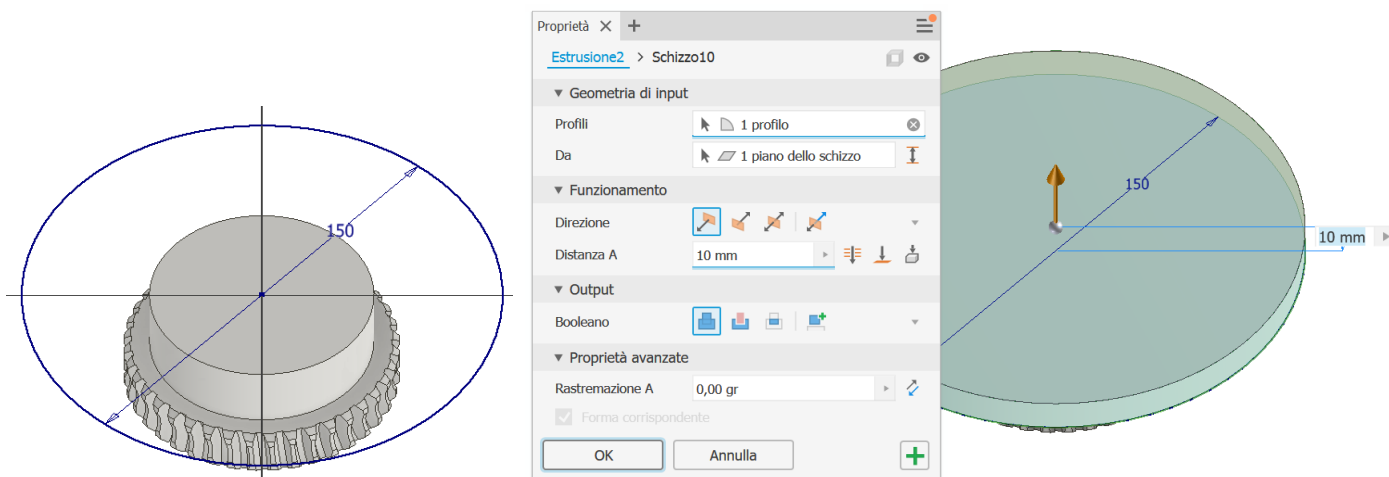 150
Proprietà
Estrusione2 > Schizzo10
Geometria di input
Profili 1 profilo
Da 1 piano dello schizzo
Funzionamento
Direzione
Distanza A 10 mm
Output
Booleano
Proprietà avanzate
Rastremazione A 0,00 gr
Forma corrispondente
OK Annulla
150
10 mm